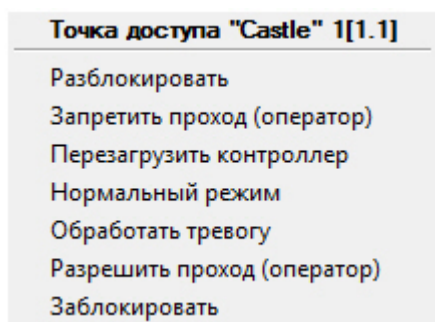 Точка доступа "Castle" 1[1.1]
Разблокировать
Запретить проход (оператор)
Перезагрузить контроллер
Нормальный режим
Обработать тревогу
Разрешить проход (оператор)
Заблокировать